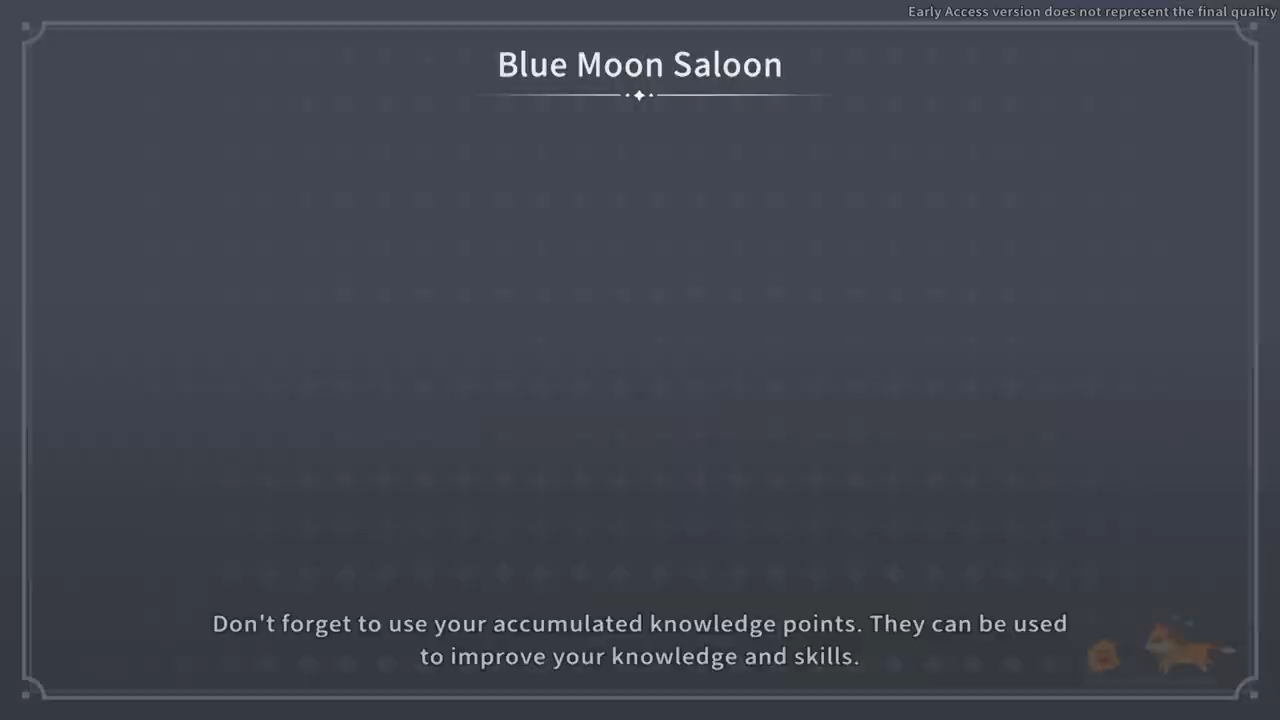 Early Access version does not represent the final quality
Blue Moon Saloon
Don't forget to use your accumulated knowledge points. They can be used
to improve your knowledge and skills.